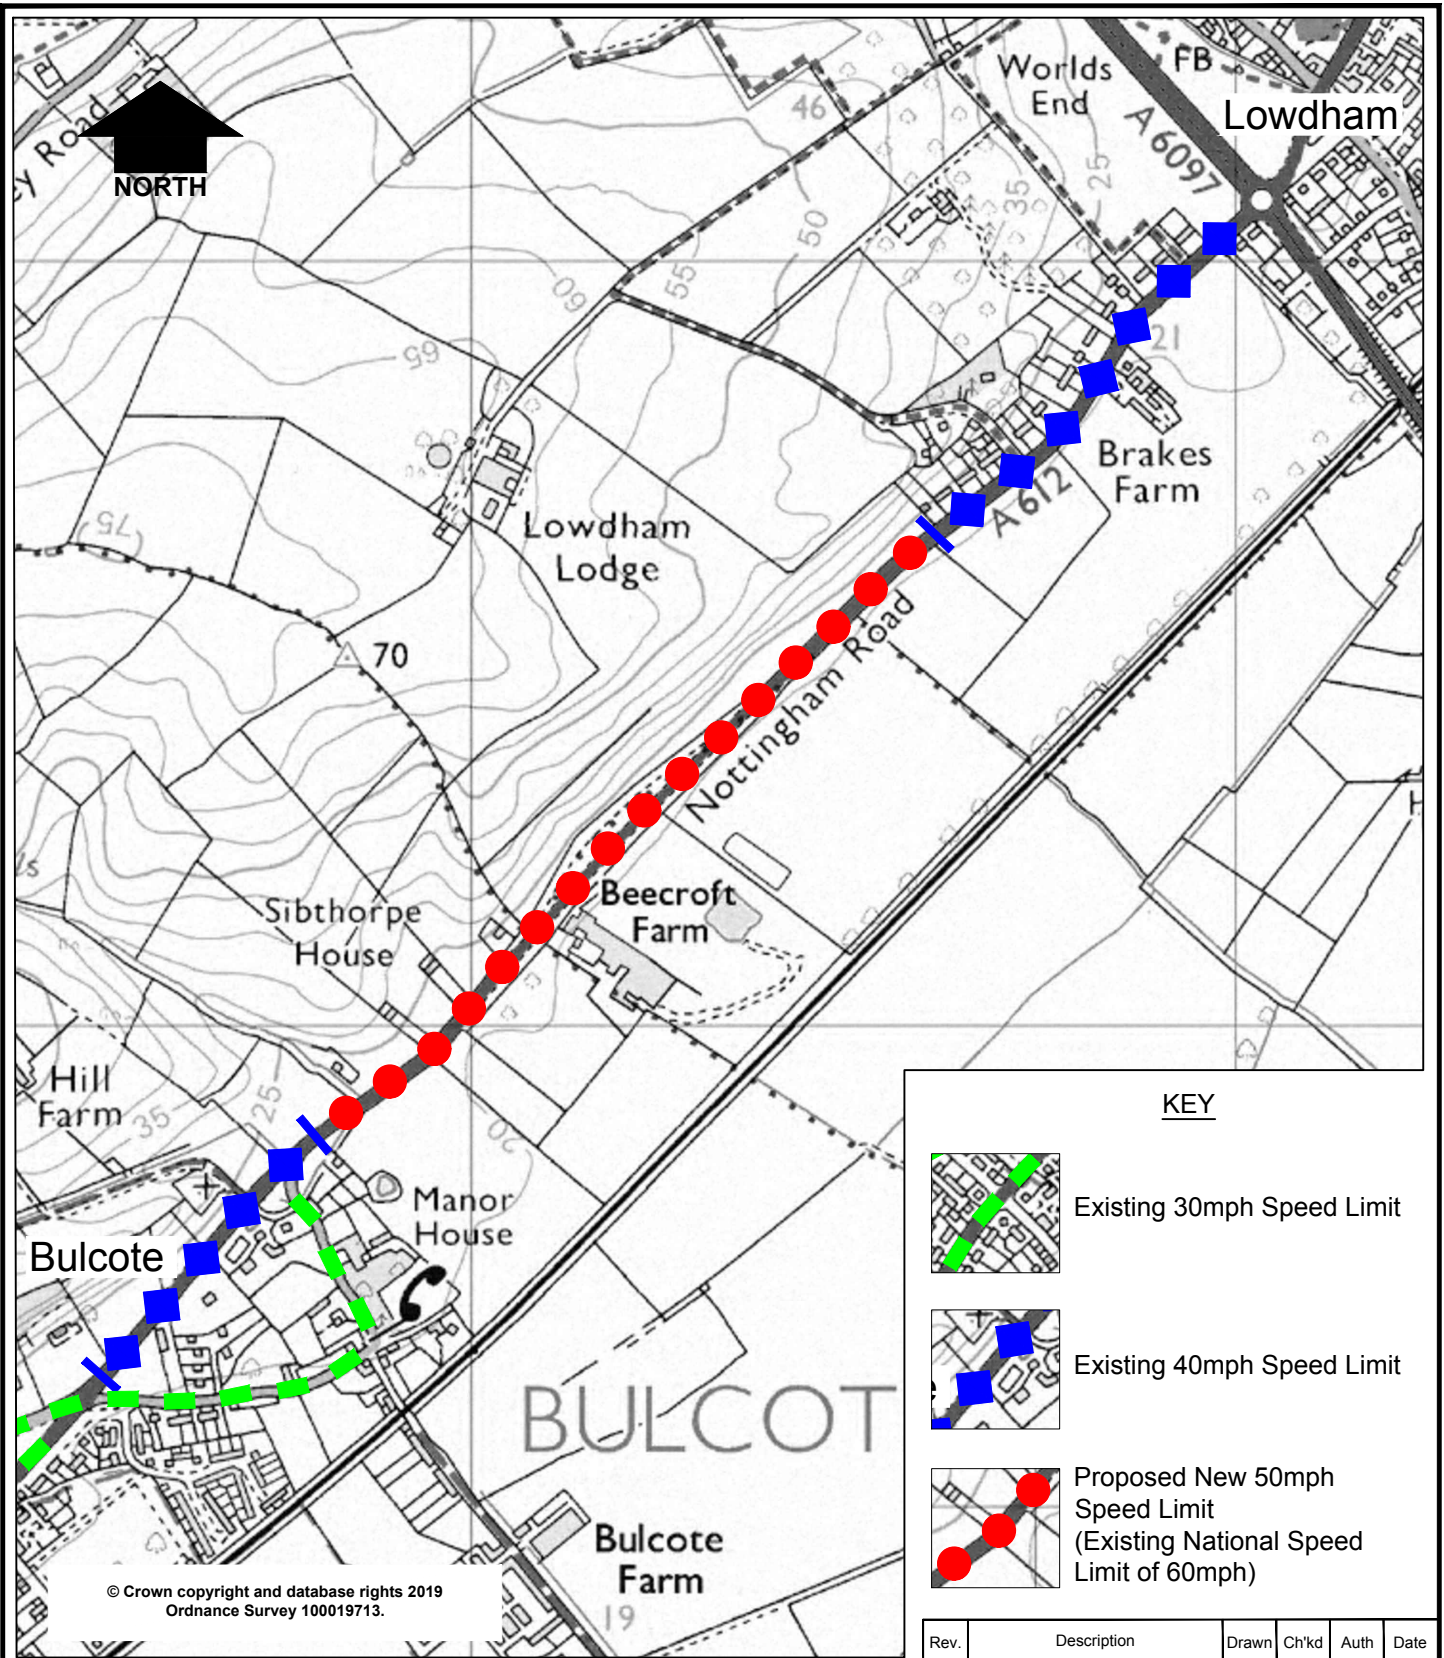 Worlds
End
FB
A 6097
Lowdham
NORTH
46
25
35
50
55
60
65
21
Brakes
Farm
A 612
75
Lowdham
Lodge
70
Nottingham Road
Sibthorpe
House
Beecroft
Farm
Hill
Farm
25
35
20
Manor
House
Bulcote
BULCOT
Bulcote
Farm
19
© Crown copyright and database rights 2019
Ordnance Survey 100019713.
KEY
Existing 30mph Speed Limit
Existing 40mph Speed Limit
Proposed New 50mph
Speed Limit
(Existing National Speed
Limit of 60mph)
Rev. Description Drawn Ch'kd Auth Date